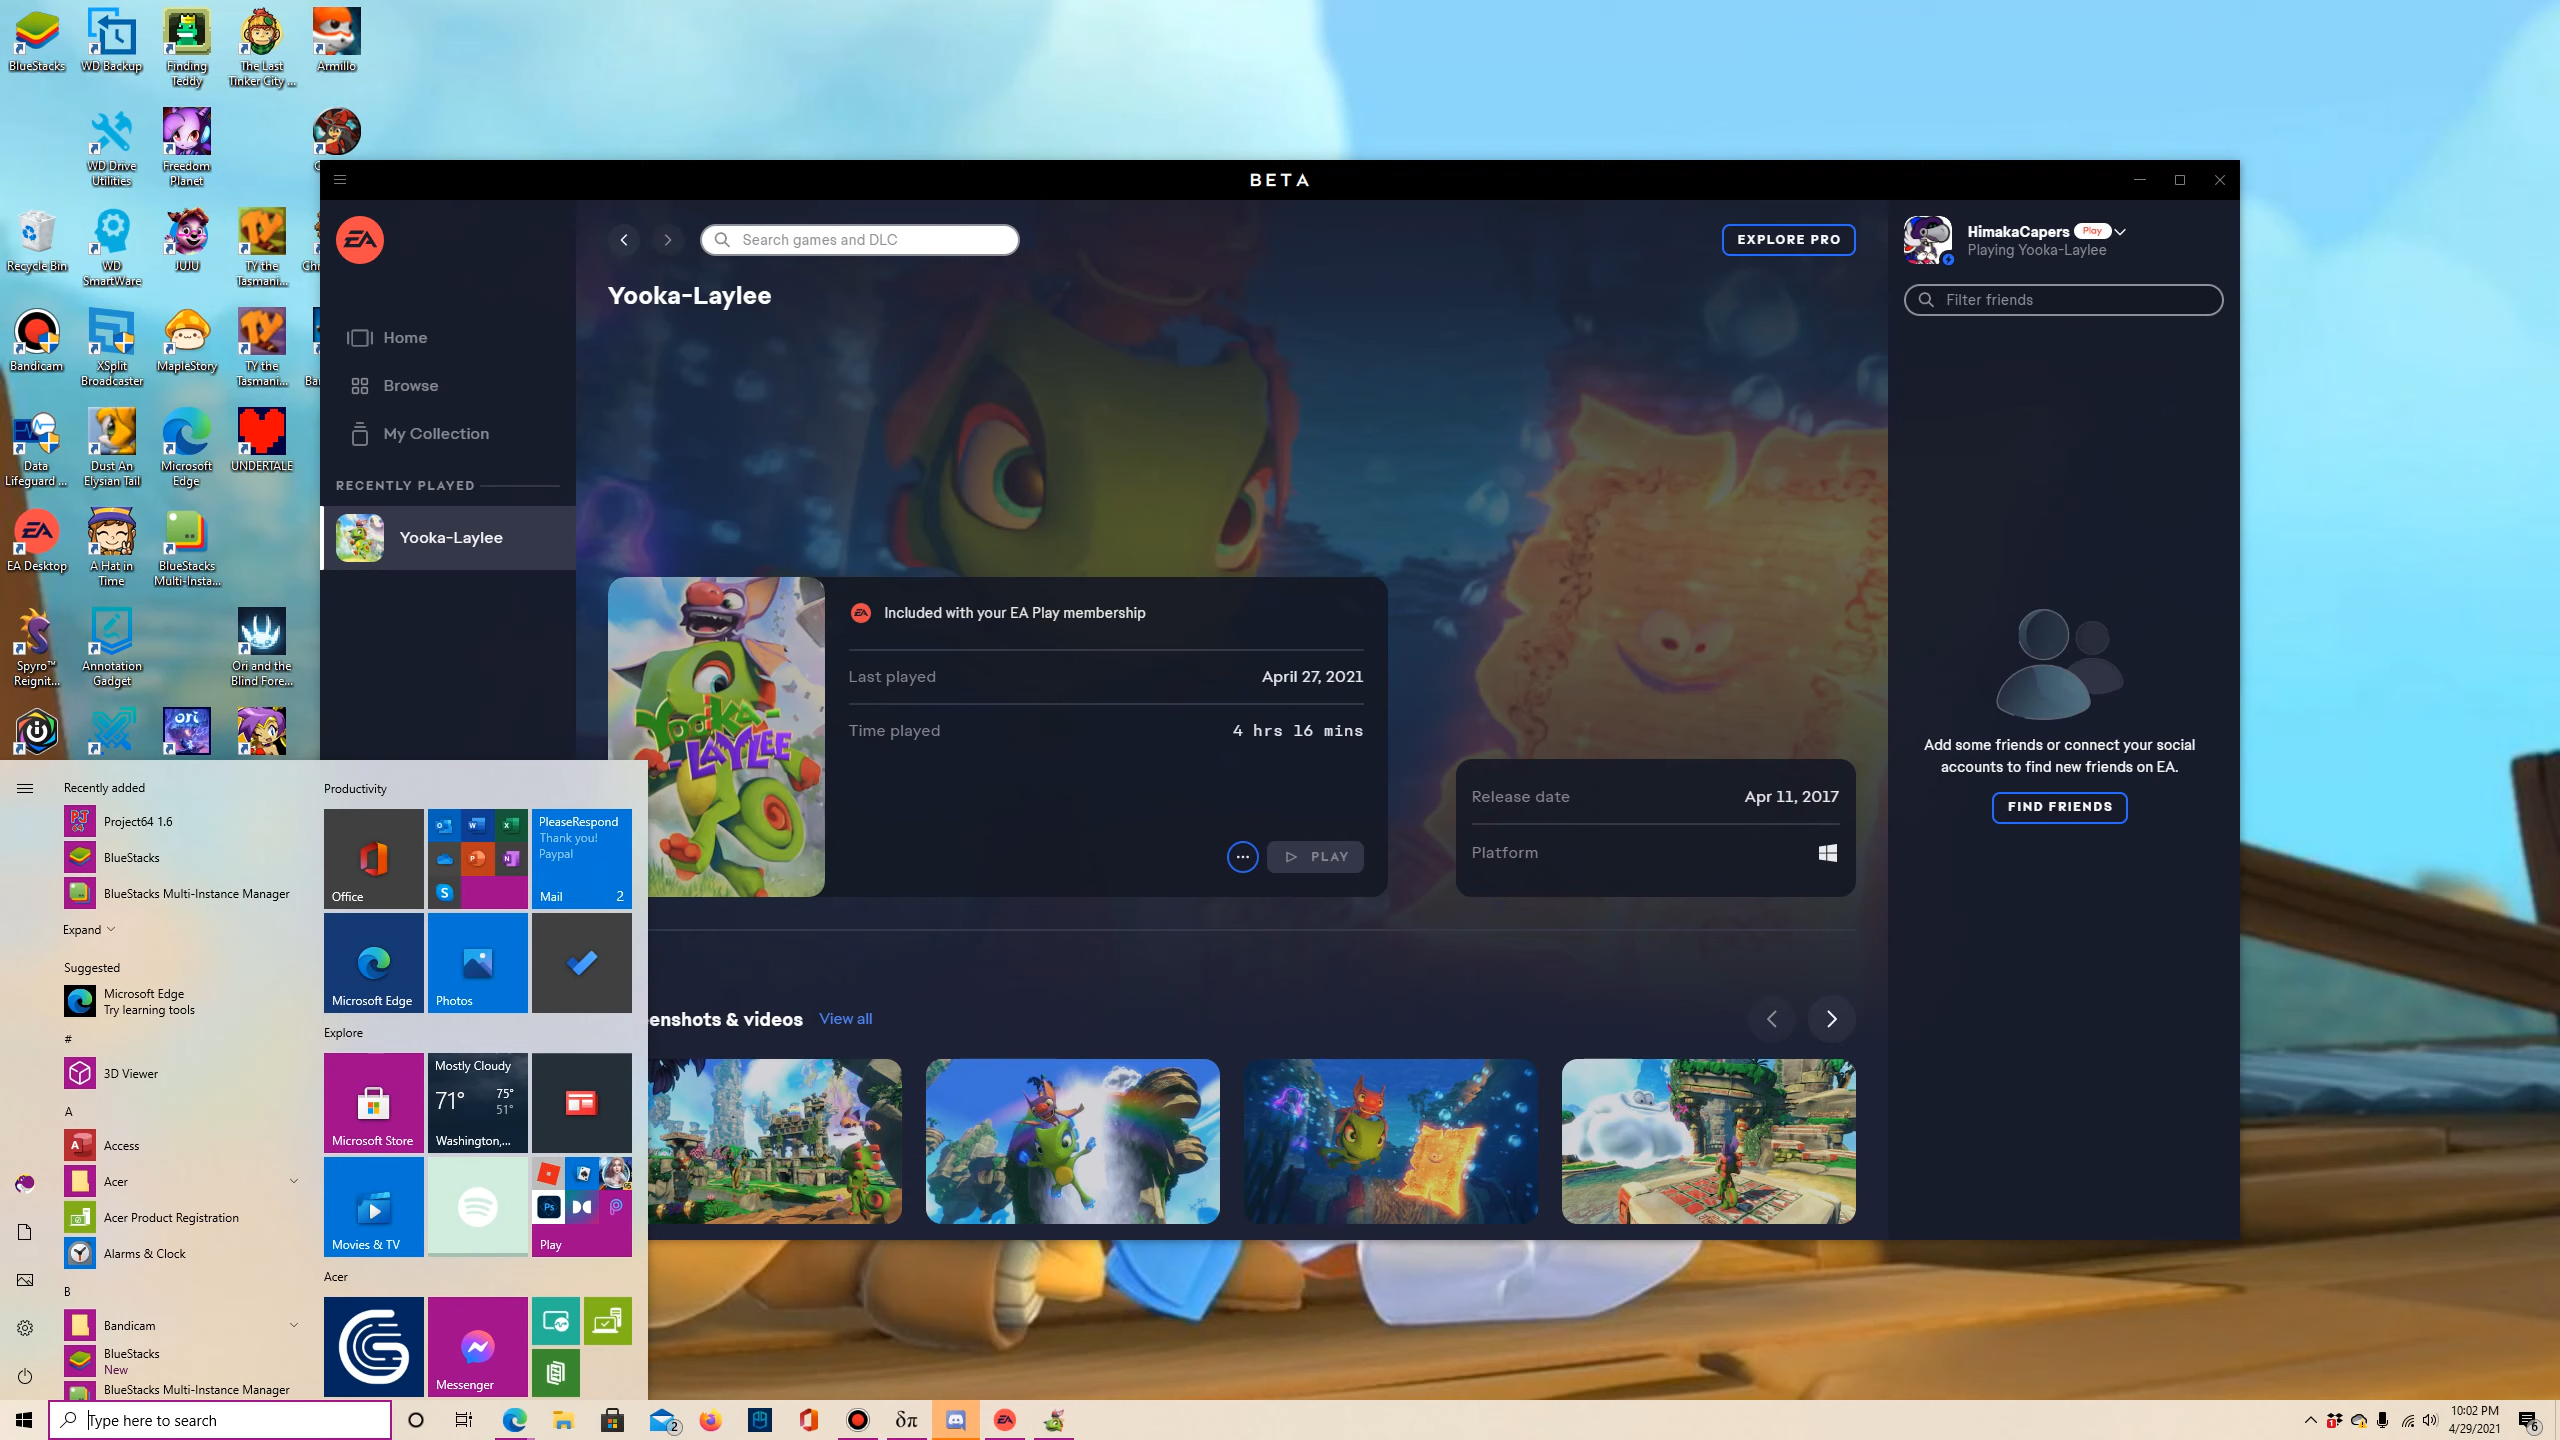 BlueStacks
WD Backup
Finding
Teddy
The Last
Tinker City ...
Armillo
WD Drive
Utilities
Freedom
Planet
Recycle Bin
WD
SmartWare
JUJU
TY the
Tasmani...
Bandicam
XSplit
Broadcaster
MapleStory
TY the
Tasmani...
Data
Lifeguard ...
Dust An
Elysian Tail
Microsoft
Edge
UNDERTALE
EA Desktop
A Hat in
Time
BlueStacks
Multi-Insta...
Spyro™
Reignit...
Annotation
Gadget
Ori and the
Blind Fore...
BETA
EA
Search games and DLC
EXPLORE PRO
HimakaCapers Play
Playing Yooka-Laylee
Filter friends
Yooka-Laylee
Home
Browse
My Collection
RECENTLY PLAYED
Yooka-Laylee
Yooka-
LAYLEE
Included with your EA Play membership
Last played April 27, 2021
Time played 4 hrs 16 mins
PLAY
Release date Apr 11, 2017
Platform
Add some friends or connect your social
accounts to find new friends on EA.
FIND FRIENDS
enshots & videos View all
Recently added
Project64 1.6
BlueStacks
BlueStacks Multi-Instance Manager
Expand
Suggested
Microsoft Edge
Try learning tools
#
3D Viewer
A
Access
Acer
Acer Product Registration
Alarms & Clock
B
Bandicam
BlueStacks
New
BlueStacks Multi-Instance Manager
Productivity
Office
PleaseRespond
Thank you!
Paypal
Mail 2
Microsoft Edge
Photos
Explore
Microsoft Store
Mostly Cloudy
71° 75°
51°
Washington,...
Movies & TV
Ps
Play
Acer
Messenger
Type here to search
2
δπ
EA
10:02 PM
4/29/2021
6